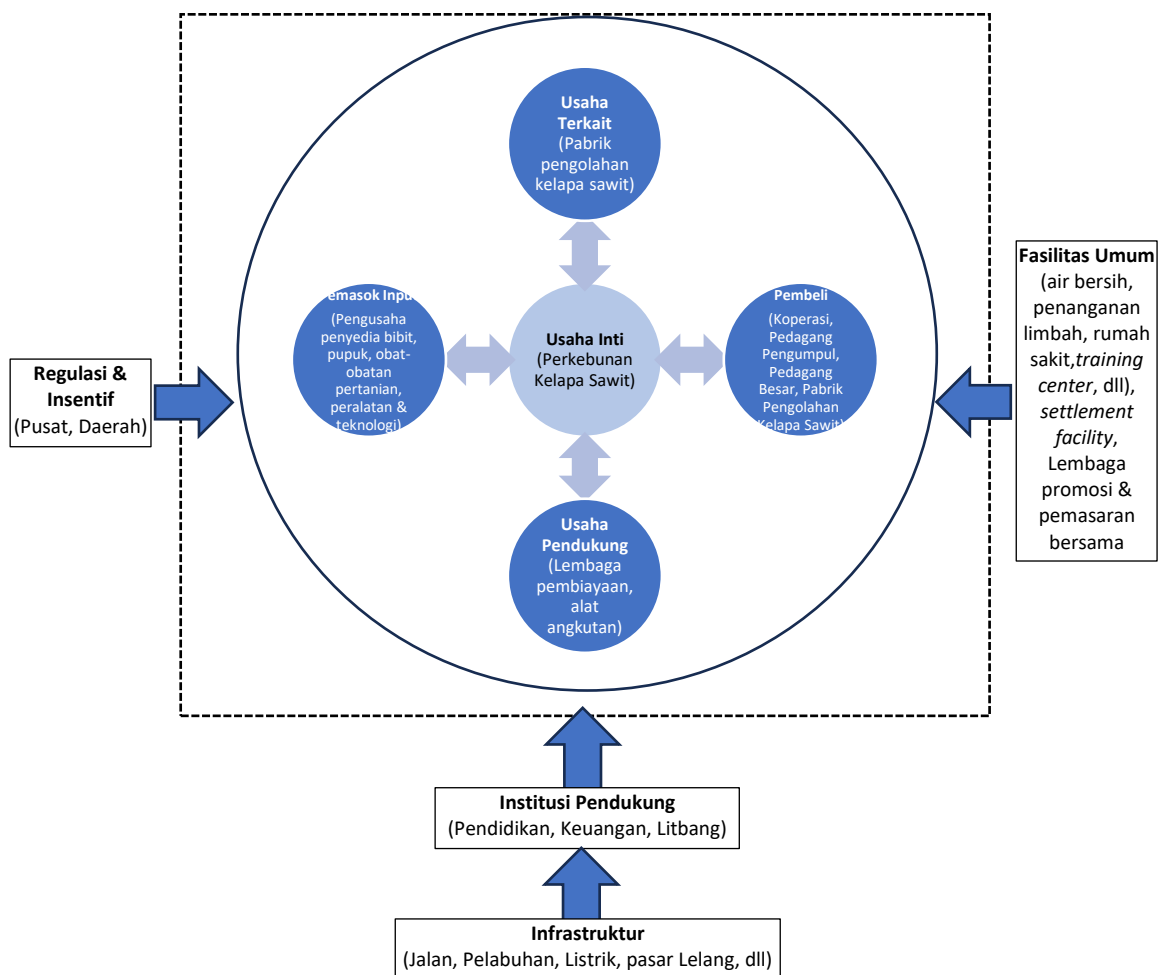 Usaha
Terkait
(Pabrik
pengolahan
kelapa sawit)
emasok Inpu
(Pengusaha
penyedia bibit,
pupuk, obat-
obatan
pertanian,
peralatan &
teknologi)
Usaha Inti
(Perkebunan
Kelapa Sawit)
Pembeli
(Koperasi,
Pedagang
Pengumpul,
Pedagang
Besar, Pabrik
Pengolahan
Kelapa Sawit)
Usaha
Pendukung
(Lembaga
pembiayaan,
alat
angkutan)
Regulasi &
Insentif
(Pusat, Daerah)
Fasilitas Umum
(air bersih,
penanganan
limbah, rumah
sakit,training
center, dll),
settlement
facility,
Lembaga
promosi &
pemasaran
bersama
Institusi Pendukung
(Pendidikan, Keuangan, Litbang)
Infrastruktur
(Jalan, Pelabuhan, Listrik, pasar Lelang, dll)